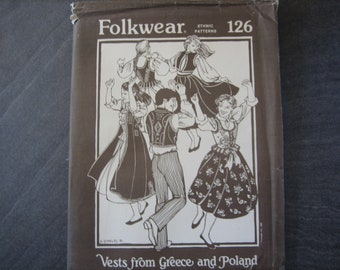 Folkwear
ETHNIC
PATTERNS
126
Vests from Greece and Poland